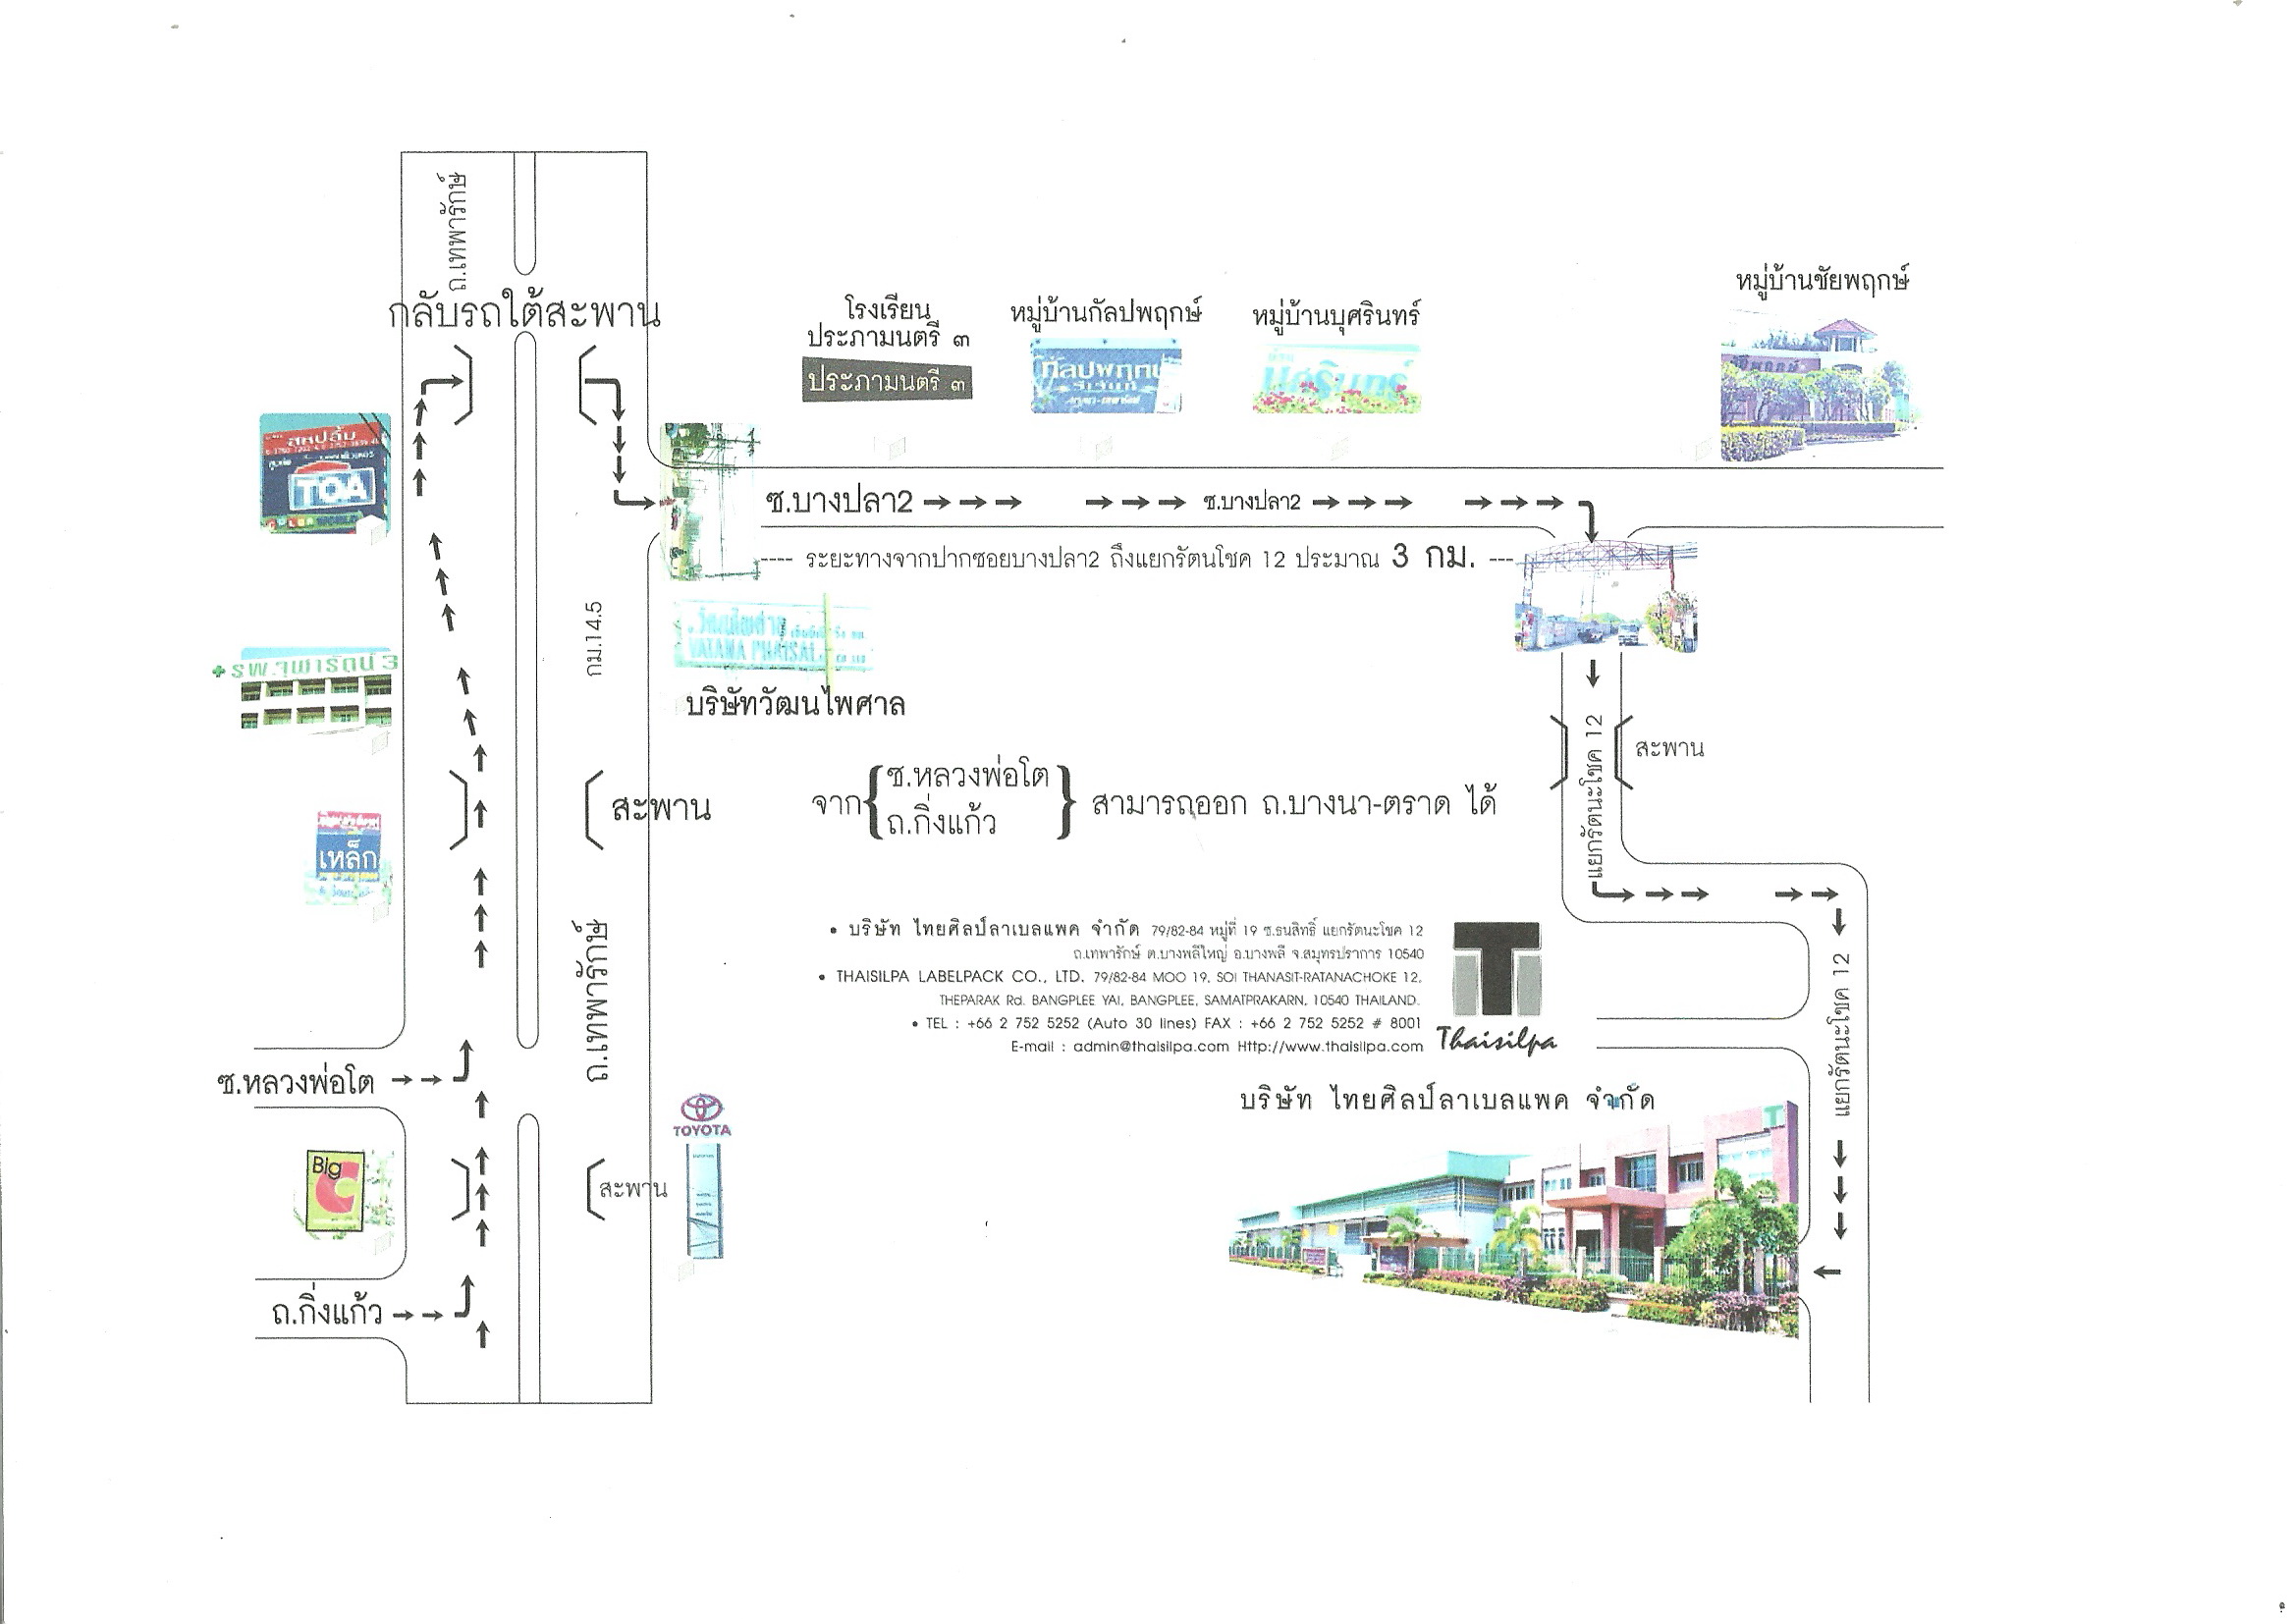 ถ.เทพารักษ์
กลับรถใต้สะพาน
โรงเรียน
ประภามนตรี ๓
ประภามนตรี ๓
หมู่บ้านกัลปพฤกษ์
กัลปพฤกษ์
หมู่บ้านบุศรินทร์
บุศรินทร์
หมู่บ้านชัยพฤกษ์
สหปลื้ม
TOA
ซ.บางปลา2
ซ.บางปลา2
---- ระยะทางจากปากซอยบางปลา2 ถึงแยกรัตนโชค 12 ประมาณ 3 กม. ---
กม.14.5
รพ.จุฬารัตน์ 3
วัฒนไพศาล
VATANA PHAISAL
บริษัทวัฒนไพศาล
แยกรัตนะโชค 12
สะพาน
สะพาน
จาก { ซ.หลวงพ่อโต
ถ.กิ่งแก้ว } สามารถออก ถ.บางนา-ตราด ได้
เหล็ก
ถ.เทพารักษ์
• บริษัท ไทยศิลป์ลาเบลแพค จำกัด 79/82-84 หมู่ที่ 19 ซ.ธนสิทธิ์ แยกรัตนะโชค 12
ถ.เทพารักษ์ ต.บางพลีใหญ่ อ.บางพลี จ.สมุทรปราการ 10540
• THAISILPA LABELPACK CO., LTD. 79/82-84 MOO 19, SOI THANASIT-RATANACHOKE 12,
THEPARAK Rd. BANGPLEE YAI, BANGPLEE, SAMATPRAKARN, 10540 THAILAND.
• TEL : +66 2 752 5252 (Auto 30 lines) FAX : +66 2 752 5252 # 8001
E-mail : admin@thaisilpa.com Http://www.thaisilpa.com
Thaisilpa
แยกรัตนะโชค 12
ซ.หลวงพ่อโต
TOYOTA
บริษัท ไทยศิลป์ลาเบลแพค จำกัด
Big
C
สะพาน
ถ.กิ่งแก้ว